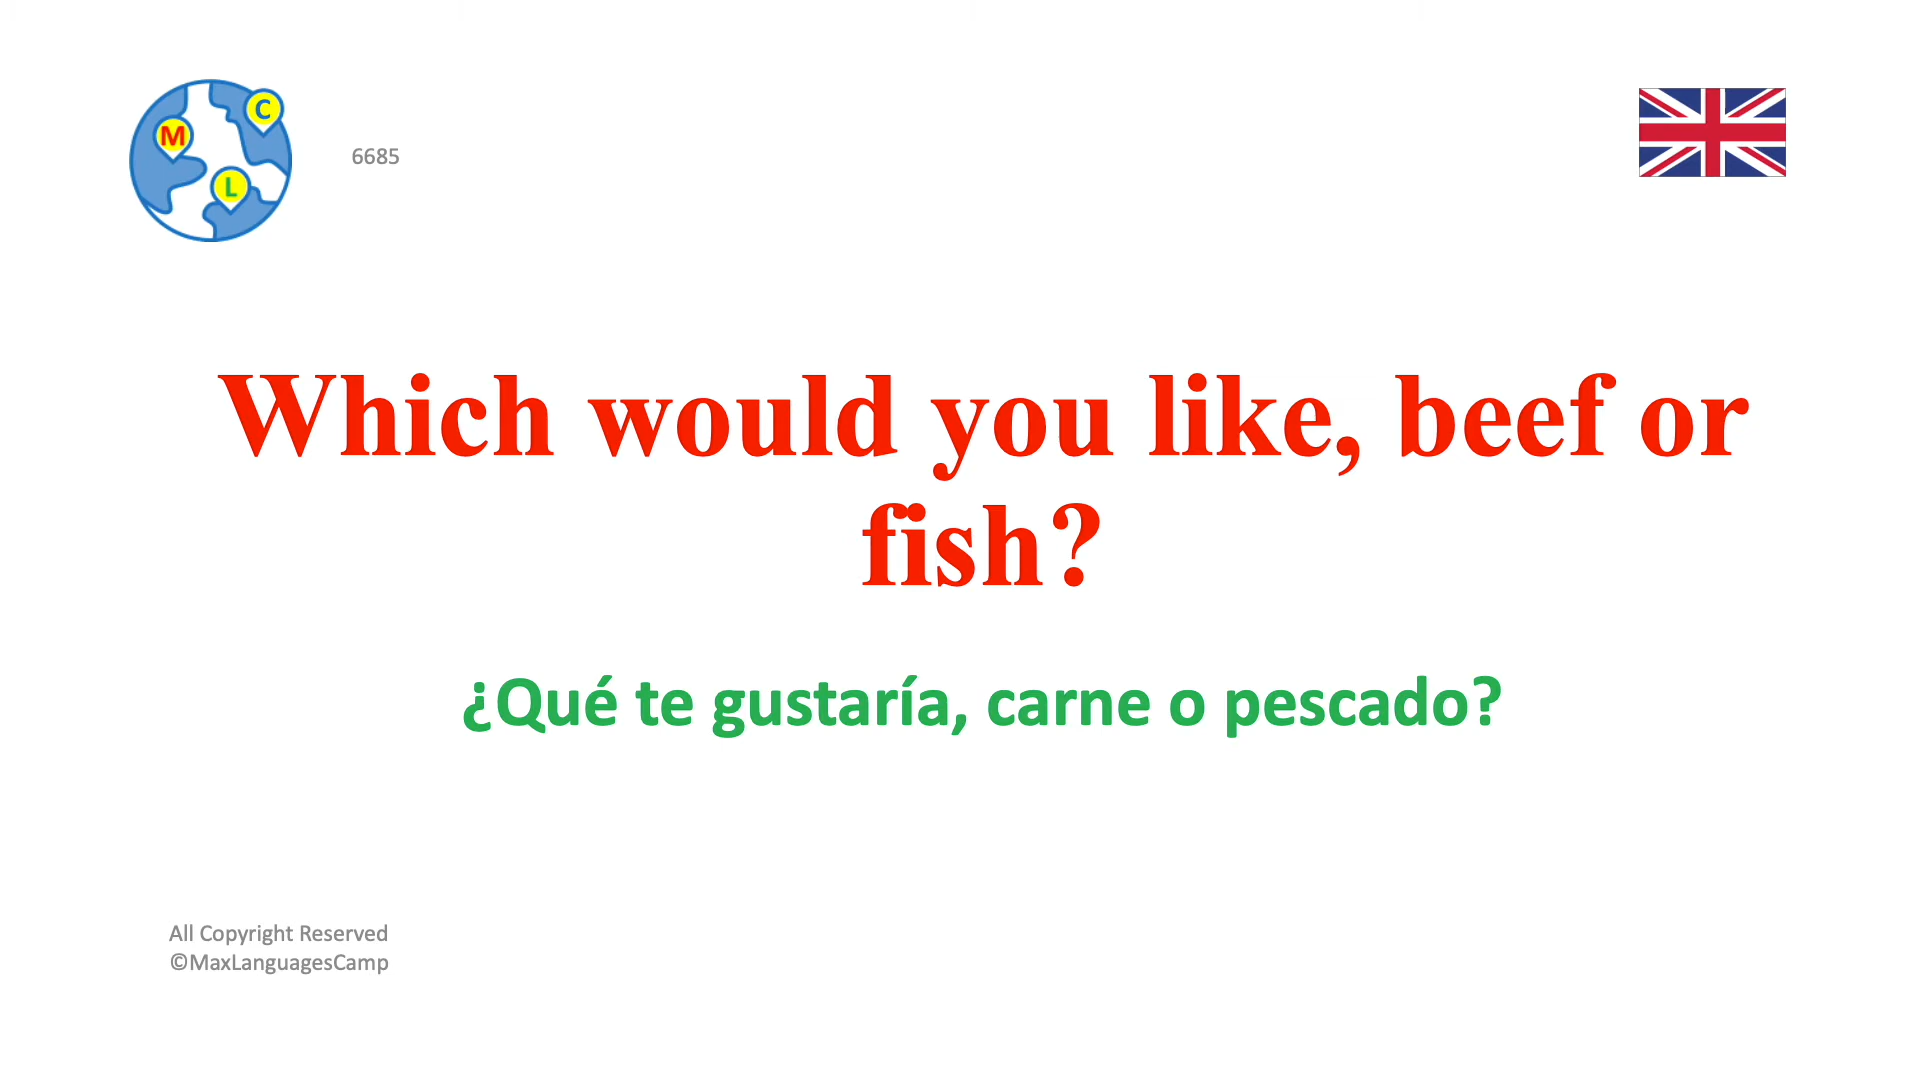 C
M
6685
L
Which would you like, beef or
fish?
¿Qué te gustaría, carne o pescado?
All Copyright Reserved
©MaxLanguagesCamp